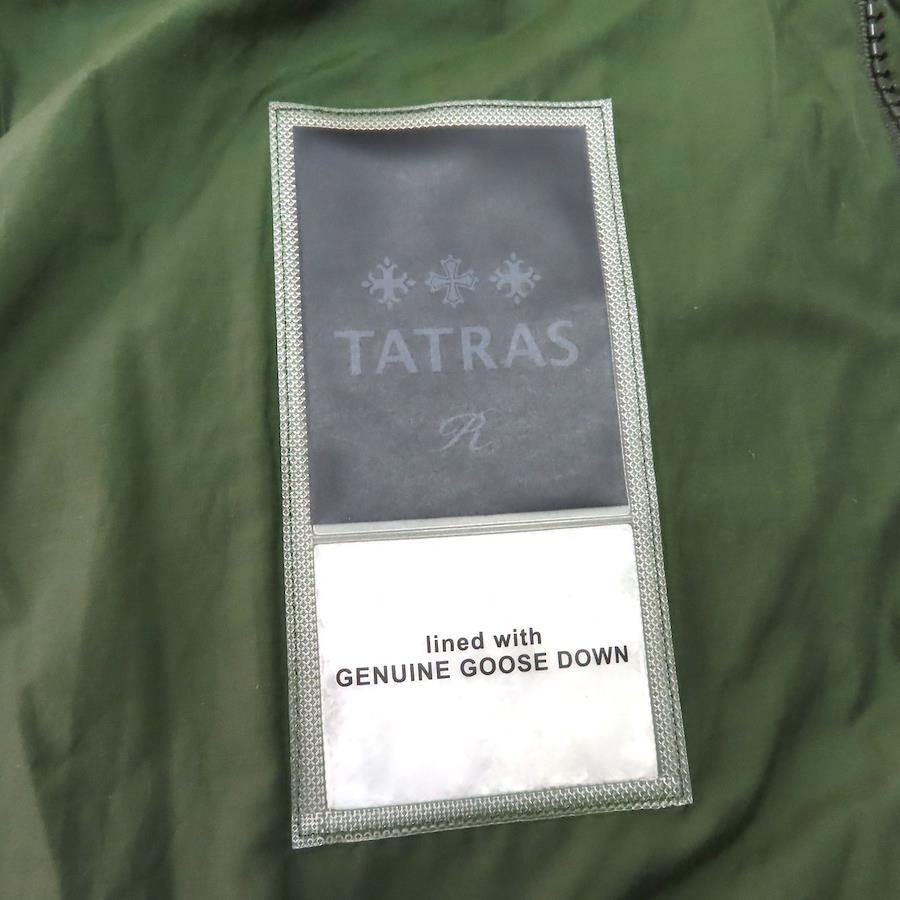 TATRAS
R
lined with
GENUINE GOOSE DOWN